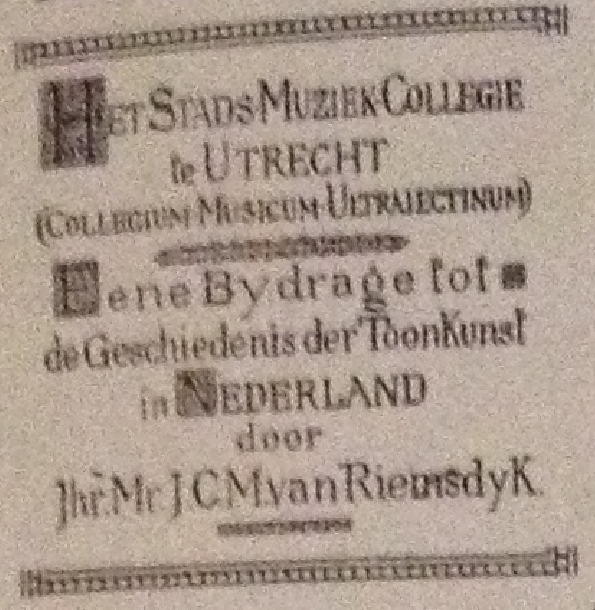 HET STADS MUZIEK COLLEGIE
te UTRECHT
(COLLEGIUM MUSICUM ULTRAIECTINUM)
Eene Bydrage tot
de Geschiedenis der ToonKunst
in NEDERLAND
door
Jhr. Mr. J.C.M. van RiemsdyK.